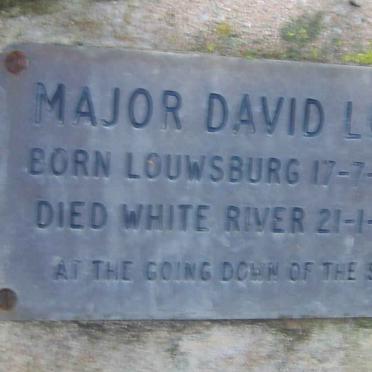 MAJOR DAVID L
BORN LOUWSBURG 17-7-
DIED WHITE RIVER 21-1-
AT THE GOING DOWN OF THE S